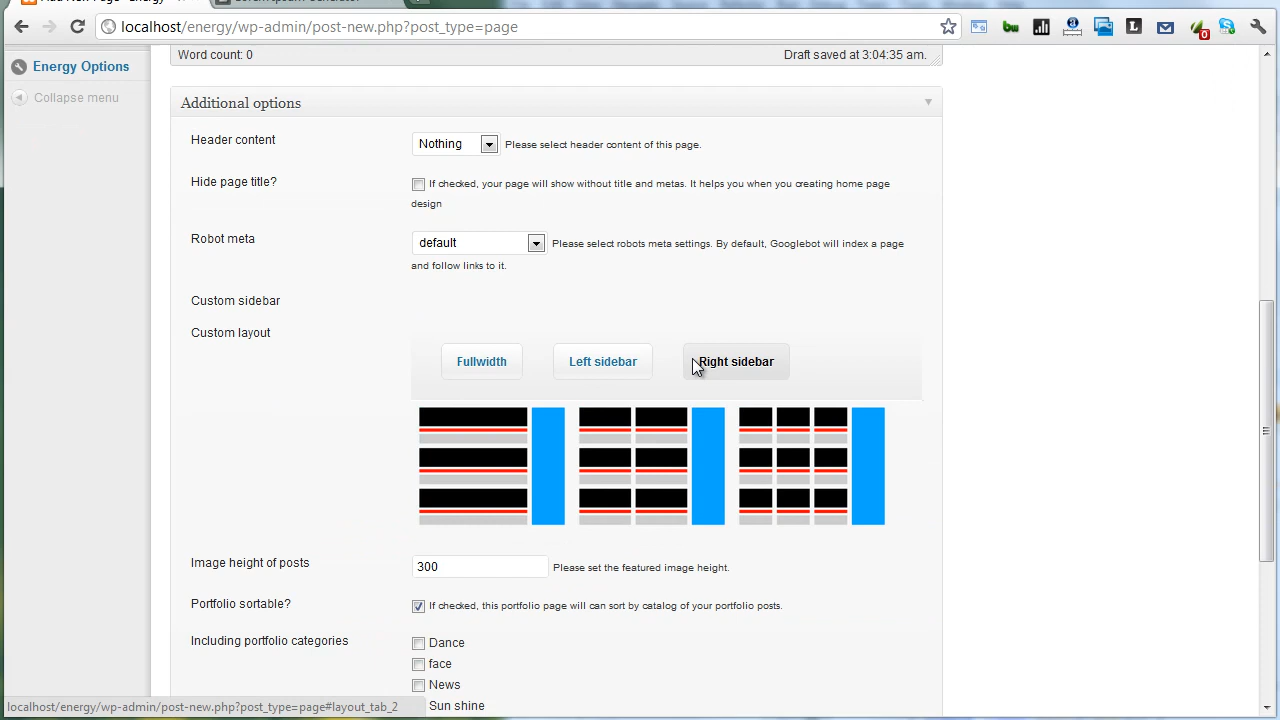 localhost/energy/wp-admin/post-new.php?post_type=page
Energy Options
Collapse menu
Word count: 0
Draft saved at 3:04:35 am.
Additional options
Header content
Nothing
Please select header content of this page.
Hide page title?
If checked, your page will show without title and metas. It helps you when you creating home page
design
Robot meta
default
Please select robots meta settings. By default, Googlebot will index a page
and follow links to it.
Custom sidebar
Custom layout
Fullwidth
Left sidebar
Right sidebar
Image height of posts
300
Please set the featured image height.
Portfolio sortable?
If checked, this portfolio page will can sort by catalog of your portfolio posts.
Including portfolio categories
Dance
face
News
Sun shine
localhost/energy/wp-admin/post-new.php?post_type=page#layout_tab_2